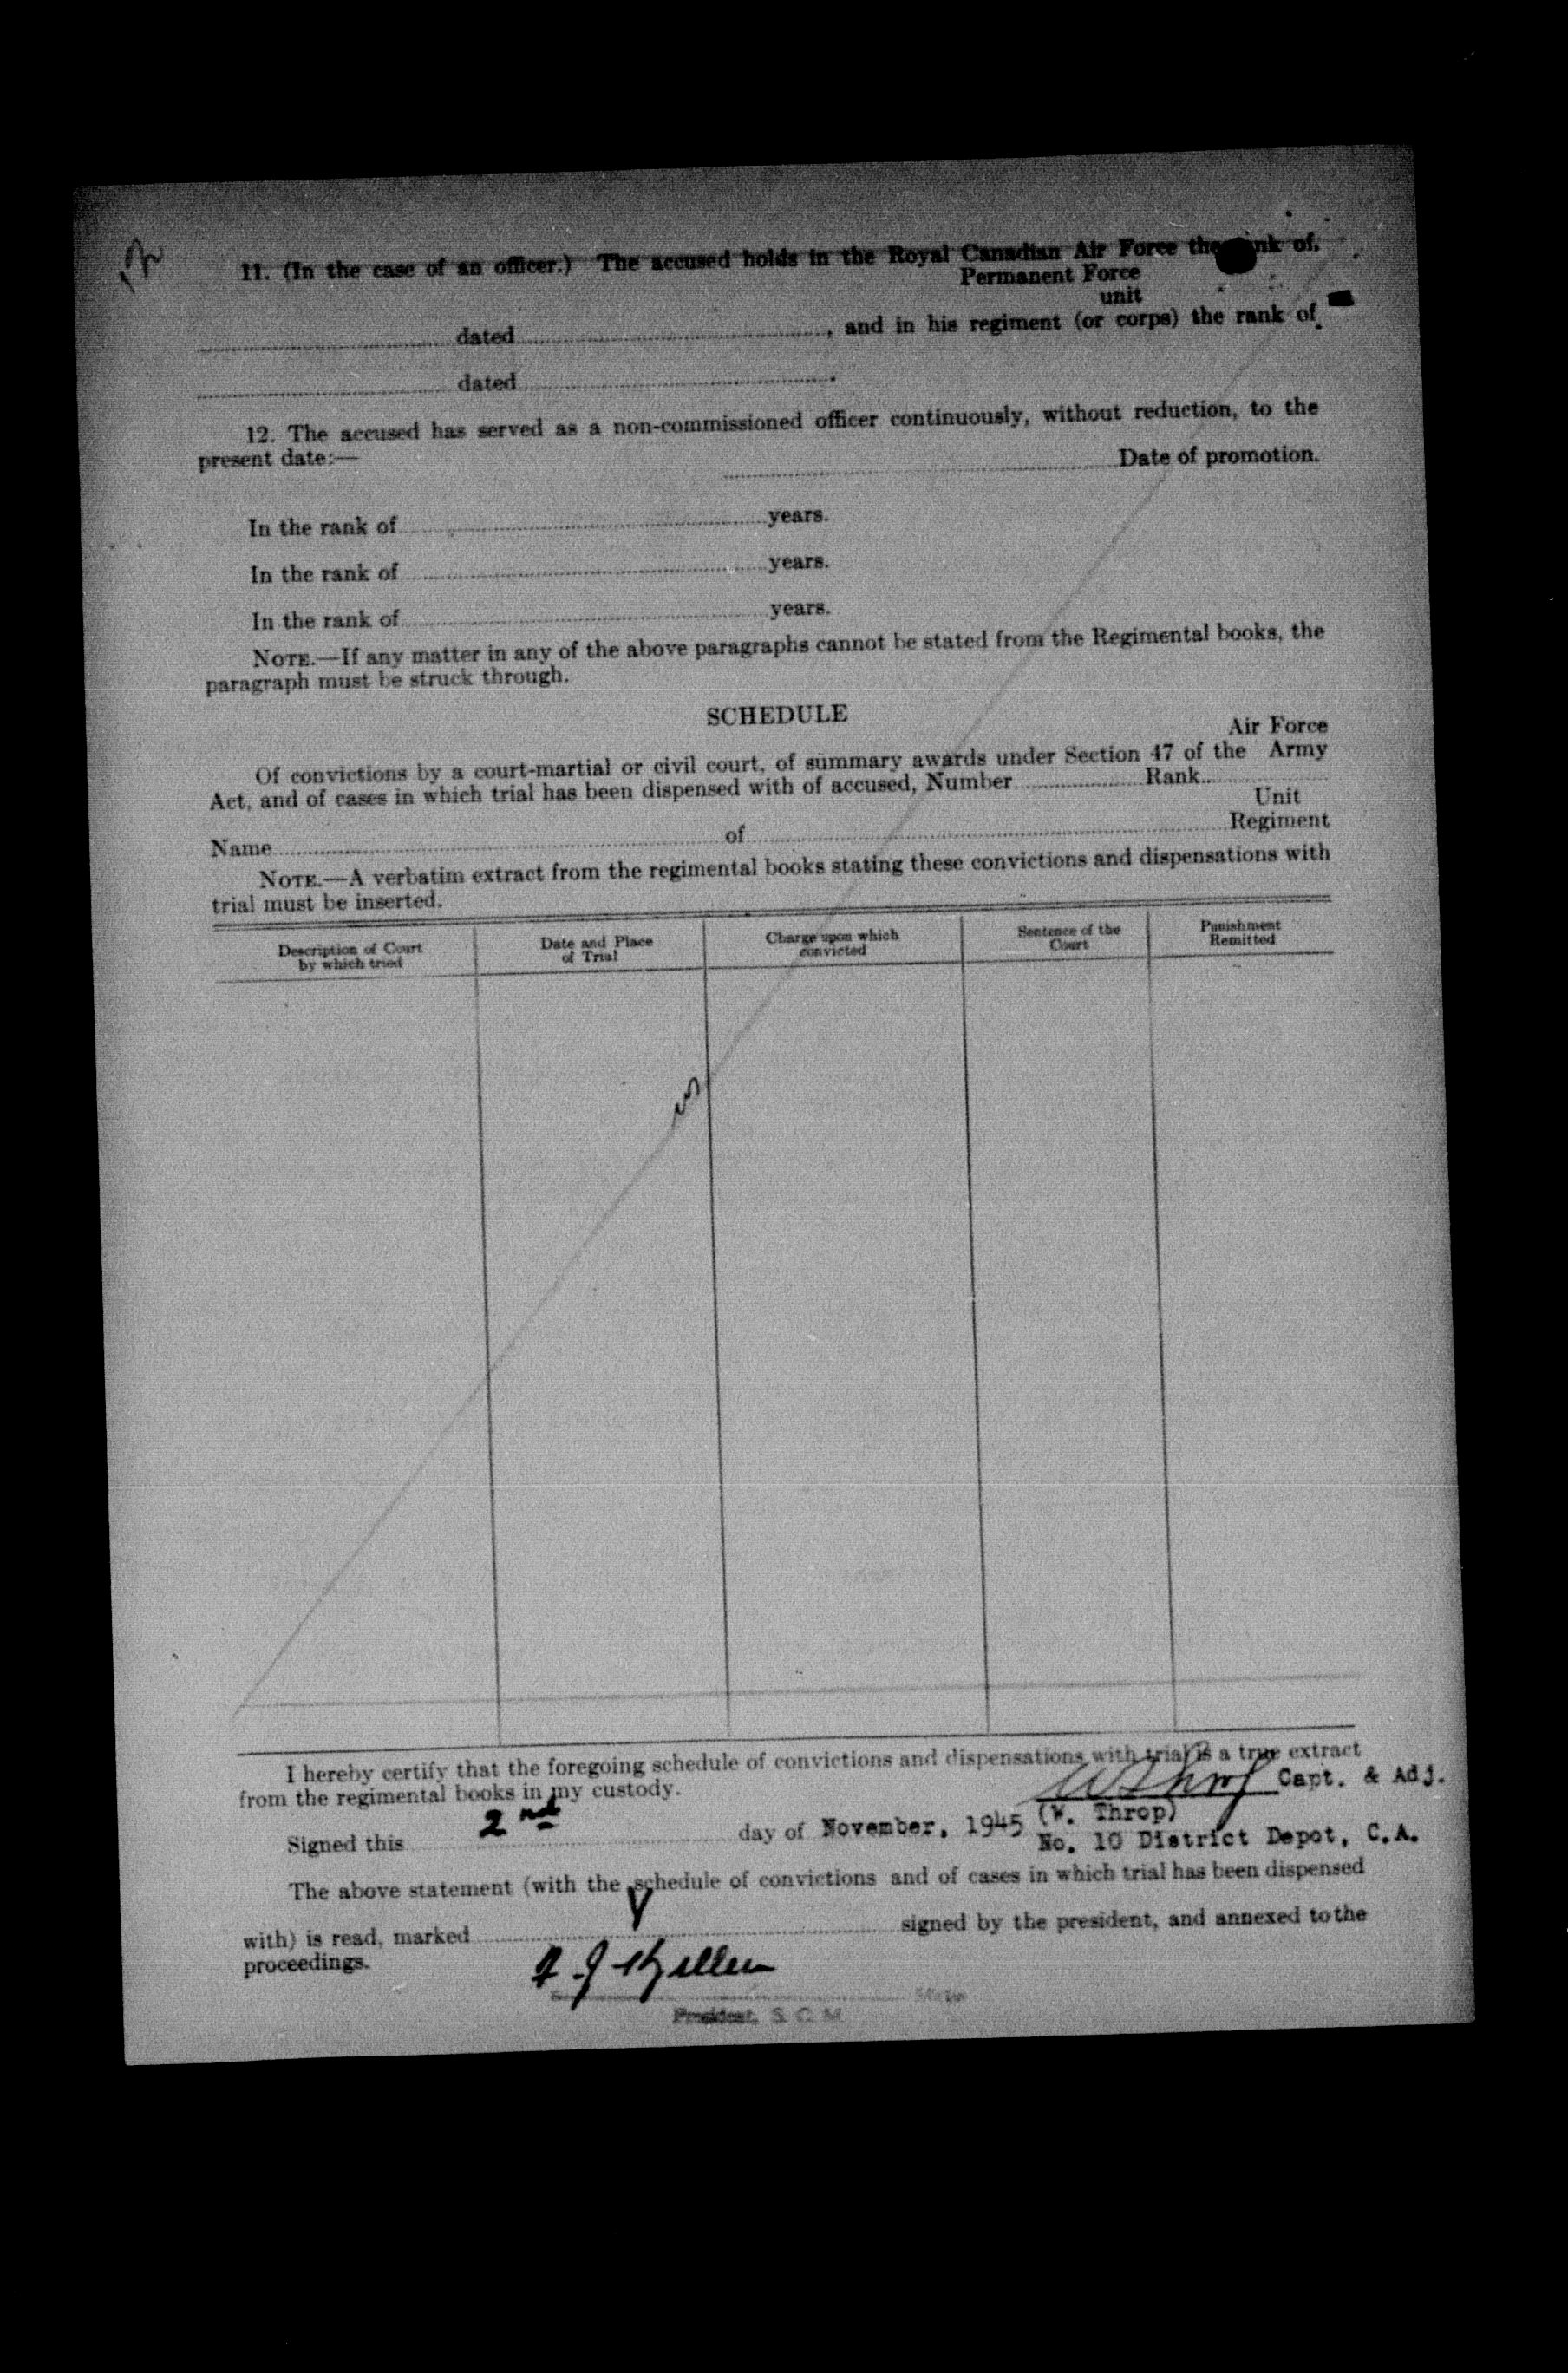 11. (In the case of an officer.) The accused holds in the Royal Canadian Air Force the rank of
Permanent Force
unit
dated , and in his regiment (or corps) the rank of
dated .
12. The accused has served as a non-commissioned officer continuously, without reduction, to the
present date:—
Date of promotion.
In the rank of years.
In the rank of years.
In the rank of years.
NOTE.—If any matter in any of the above paragraphs cannot be stated from the Regimental books, the
paragraph must be struck through.
SCHEDULE
Air Force
Of convictions by a court-martial or civil court, of summary awards under Section 47 of the Army
Act, and of cases in which trial has been dispensed with of accused, Number Rank
Unit
Name of Regiment
NOTE.—A verbatim extract from the regimental books stating these convictions and dispensations with
trial must be inserted.
Description of Court by which tried
Date and Place of Trial
Charge upon which convicted
Sentence of the Court
Punishment Remitted
I hereby certify that the foregoing schedule of convictions and dispensations with trial is a true extract
from the regimental books in my custody.
Capt. & Adj.
(W. Throp)
Signed this 2nd day of November, 1945
No. 10 District Depot, C.A.
The above statement (with the schedule of convictions and of cases in which trial has been dispensed
with) is read, marked Y signed by the president, and annexed to the
proceedings.
President, S. C. M.